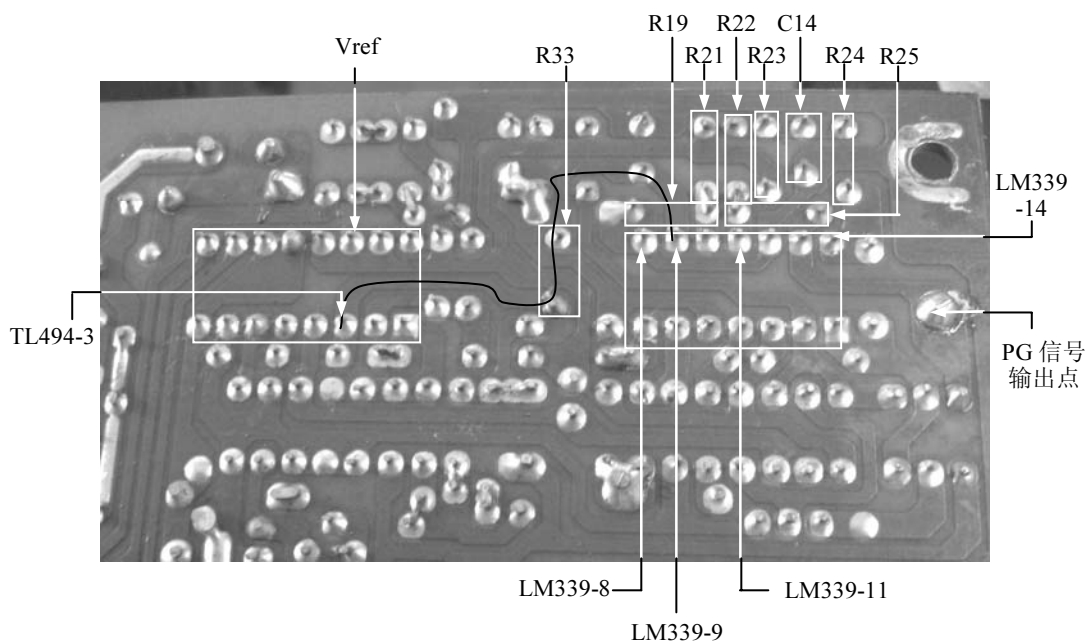 Vref
R33
R19
R22
C14
R21
R23
R24
R25
LM339
-14
TL494-3
PG 信号
输出点
LM339-8
LM339-9
LM339-11